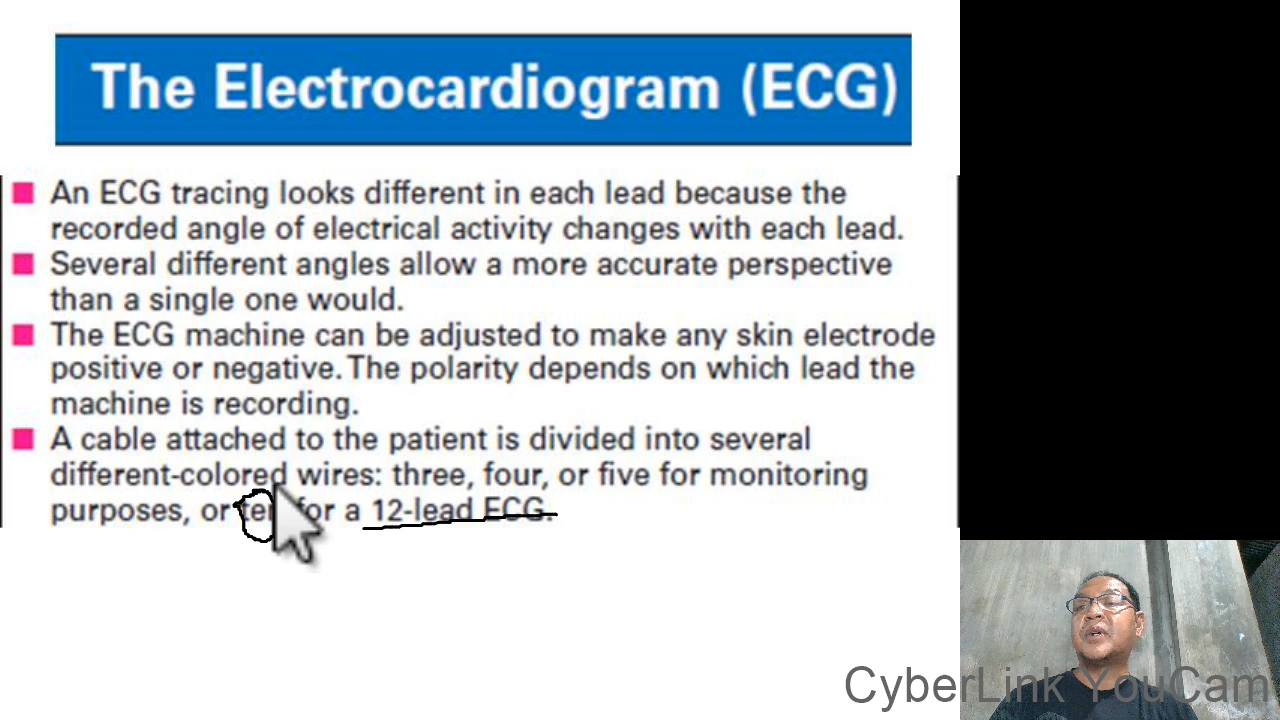 The Electrocardiogram (ECG)
An ECG tracing looks different in each lead because the
recorded angle of electrical activity changes with each lead.
Several different angles allow a more accurate perspective
than a single one would.
The ECG machine can be adjusted to make any skin electrode
positive or negative. The polarity depends on which lead the
machine is recording.
A cable attached to the patient is divided into several
different-colored wires: three, four, or five for monitoring
purposes, or ten for a 12-lead ECG.
CyberLink YouCam